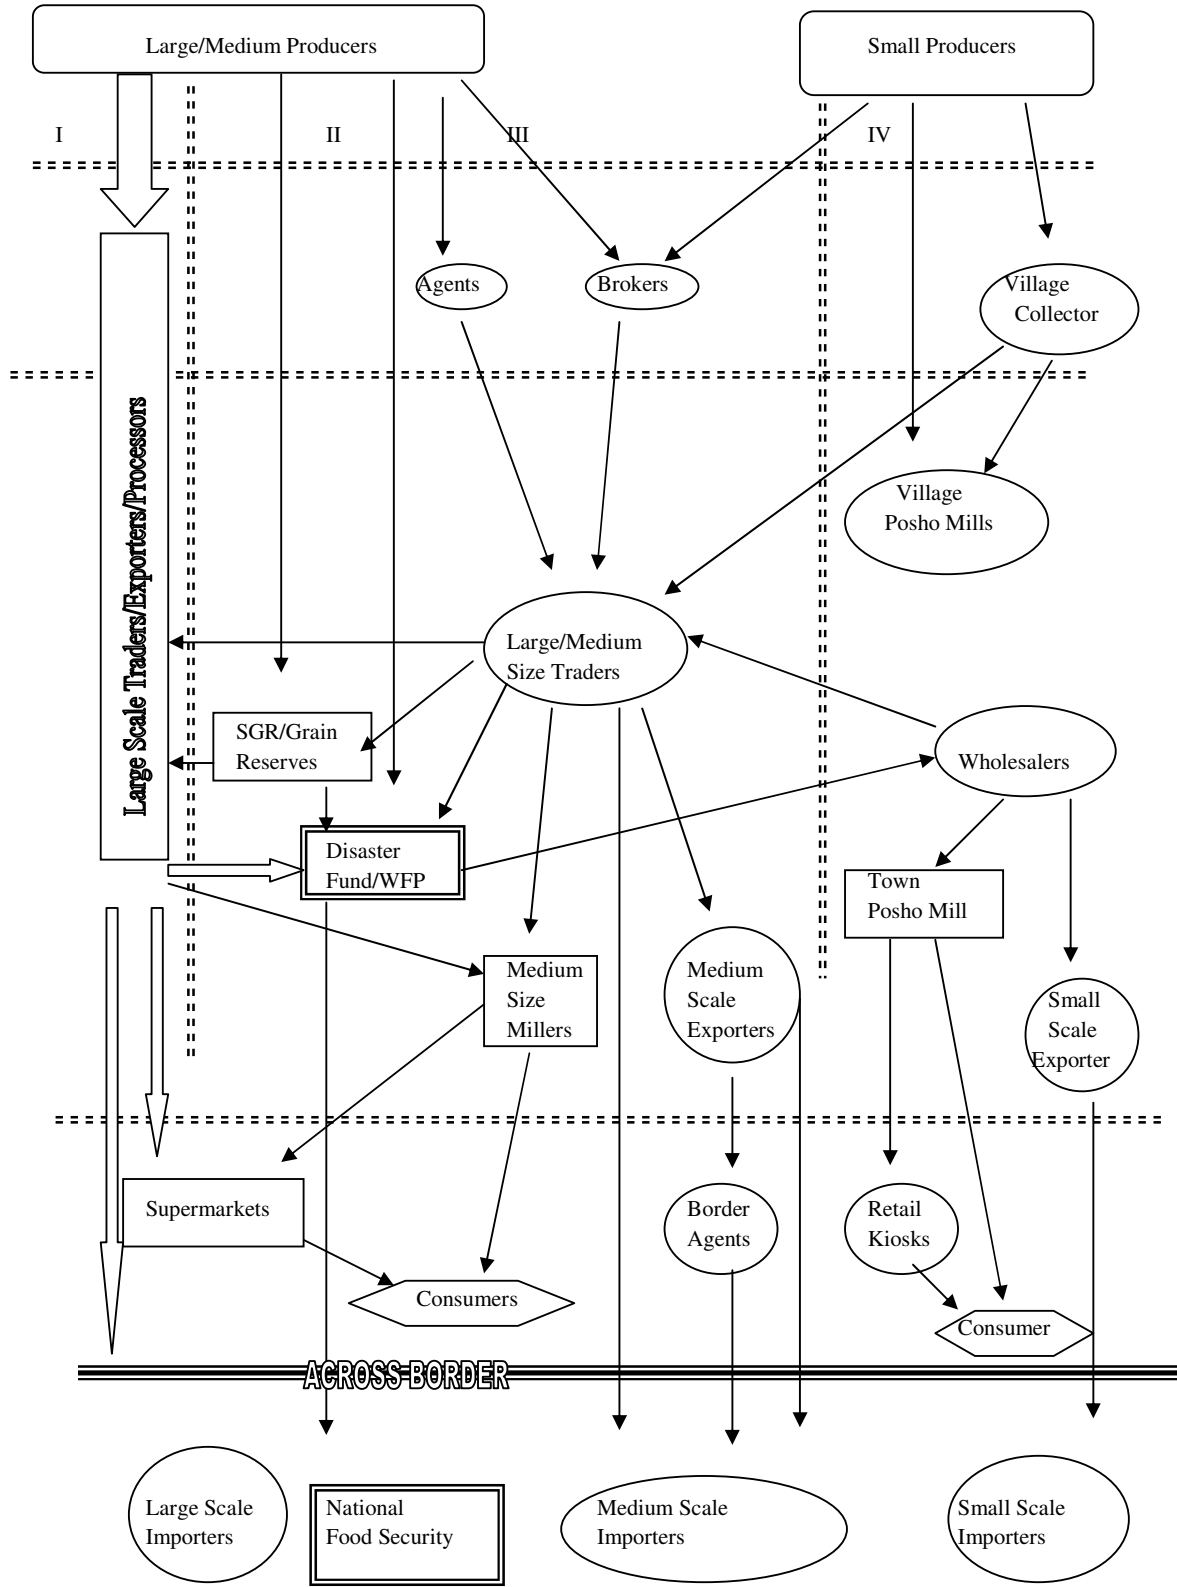 Large/Medium Producers
Small Producers
I
II
III
IV
Agents
Brokers
Village
Collector
Large Scale Traders/Exporters/Processors
Village
Posho Mills
Large/Medium
Size Traders
SGR/Grain
Reserves
Wholesalers
Disaster
Fund/WFP
Town
Posho Mill
Medium
Size
Millers
Medium
Scale
Exporters
Small
Scale
Exporter
Supermarkets
Border
Agents
Retail
Kiosks
Consumers
Consumer
ACROSS BORDER
Large Scale
Importers
National
Food Security
Medium Scale
Importers
Small Scale
Importers